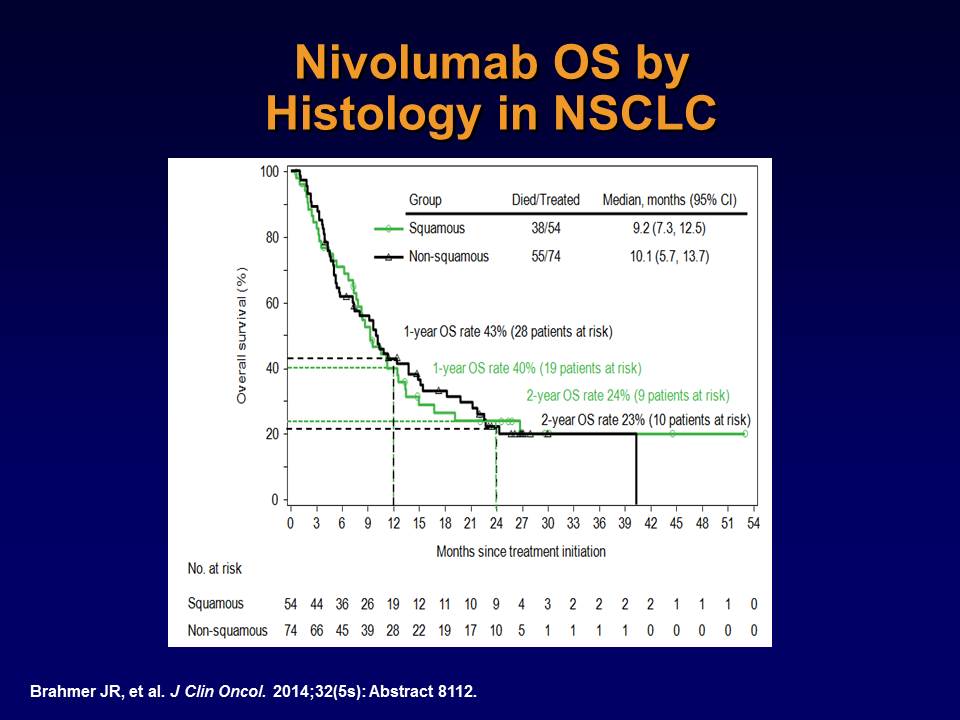 Nivolumab OS by
Histology in NSCLC
Group Died/Treated Median, months (95% CI)
Squamous 38/54 9.2 (7.3, 12.5)
Non-squamous 55/74 10.1 (5.7, 13.7)
Overall survival (%)
100
80
60
40
20
0
1-year OS rate 43% (28 patients at risk)
1-year OS rate 40% (19 patients at risk)
2-year OS rate 24% (9 patients at risk)
2-year OS rate 23% (10 patients at risk)
0 3 6 9 12 15 18 21 24 27 30 33 36 39 42 45 48 51 54
Months since treatment initiation
No. at risk
Squamous 54 44 36 26 19 12 11 10 9 4 3 2 2 2 2 1 1 1 0
Non-squamous 74 66 45 39 28 22 19 17 10 5 1 1 1 1 0 0 0 0 0
Brahmer JR, et al. J Clin Oncol. 2014;32(5s): Abstract 8112.